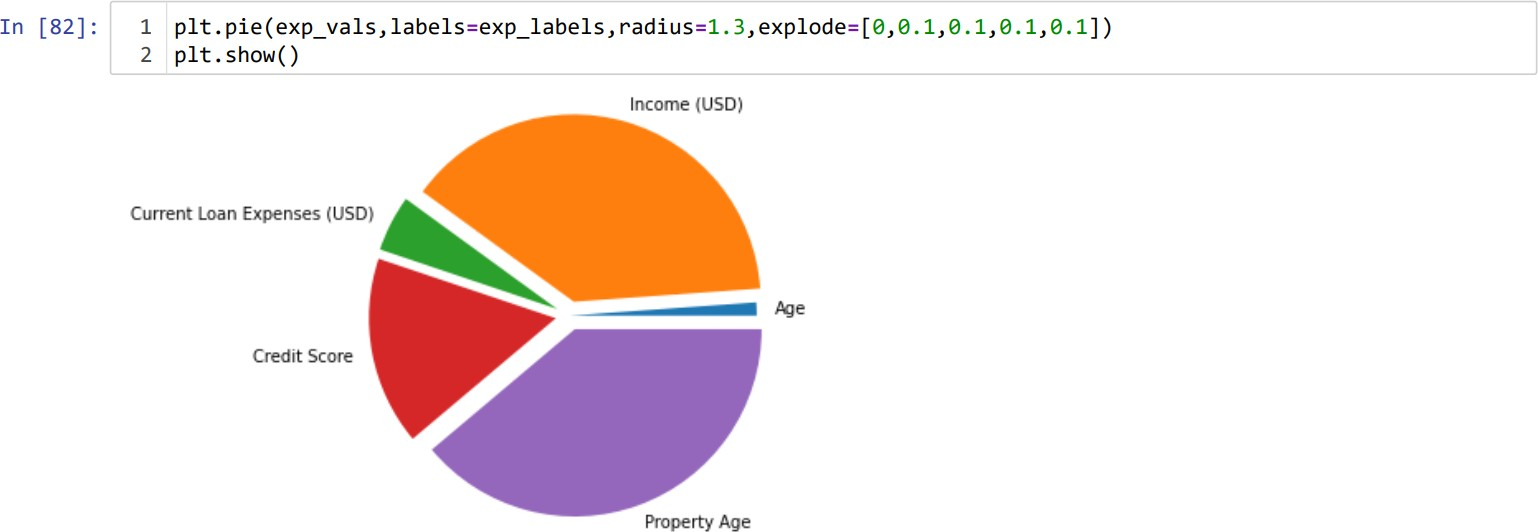 In [82]:
1 plt.pie(exp_vals,labels=exp_labels,radius=1.3,explode=[0,0.1,0.1,0.1,0.1])
2 plt.show()
Income (USD)
Current Loan Expenses (USD)
Age
Credit Score
Property Age